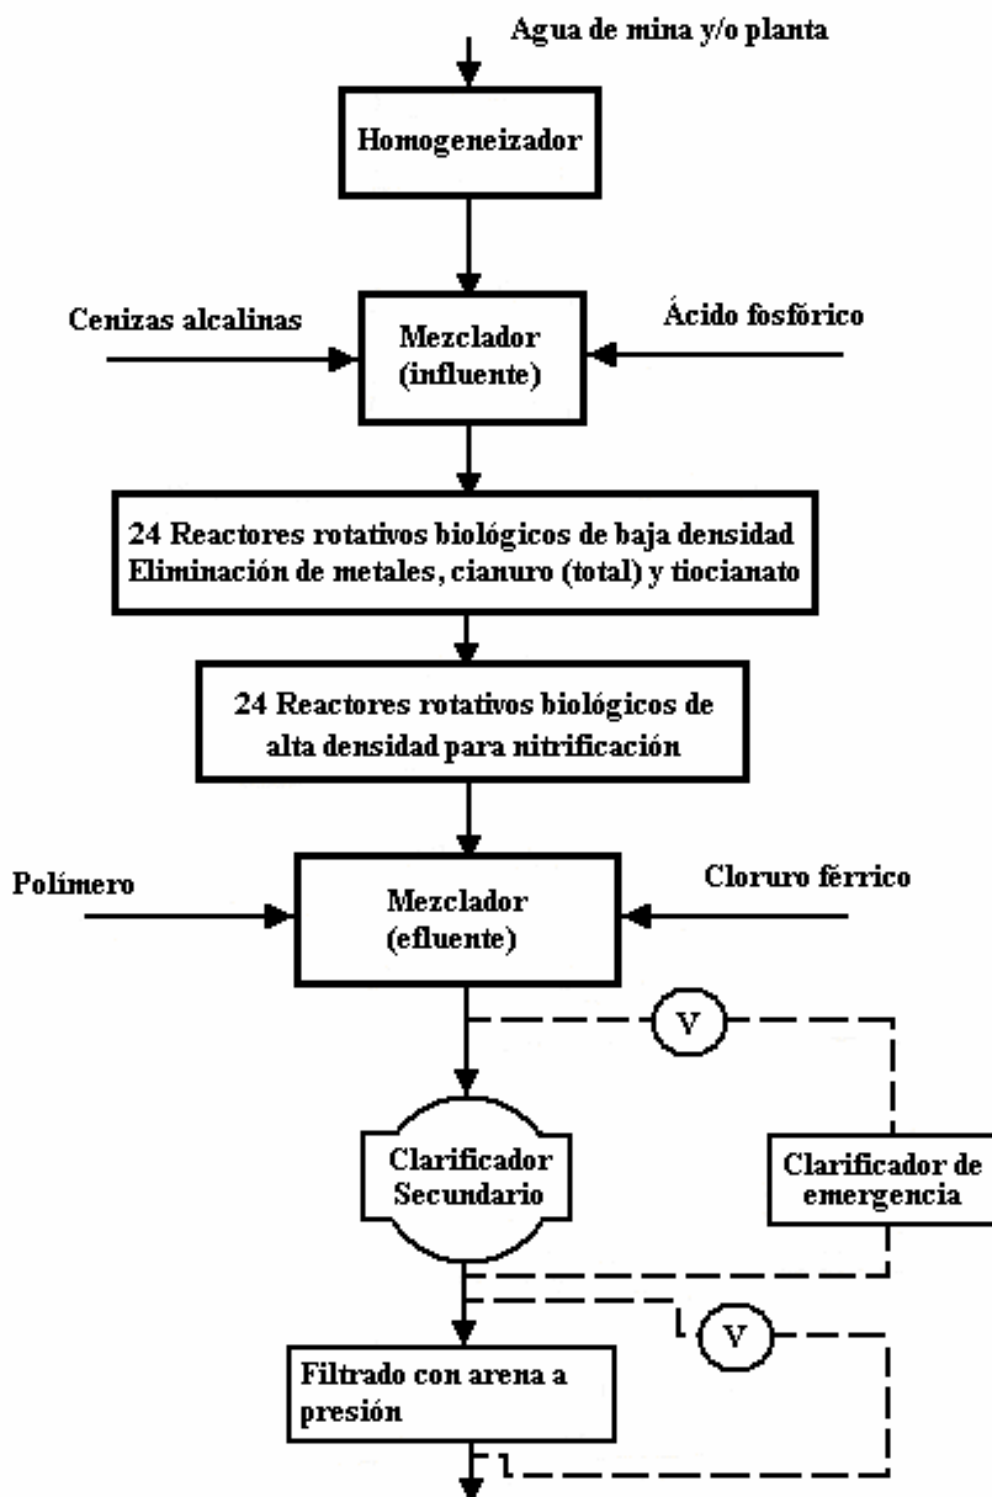 Agua de mina y/o planta
Homogeneizador
Cenizas alcalinas
Ácido fosfórico
Mezclador
(influente)
24 Reactores rotativos biológicos de baja densidad
Eliminación de metales, cianuro (total) y tiocianato
24 Reactores rotativos biológicos de
alta densidad para nitrificación
Polímero
Cloruro férrico
Mezclador
(efluente)
V
Clarificador
Secundario
Clarificador de
emergencia
V
Filtrado con arena a
presión